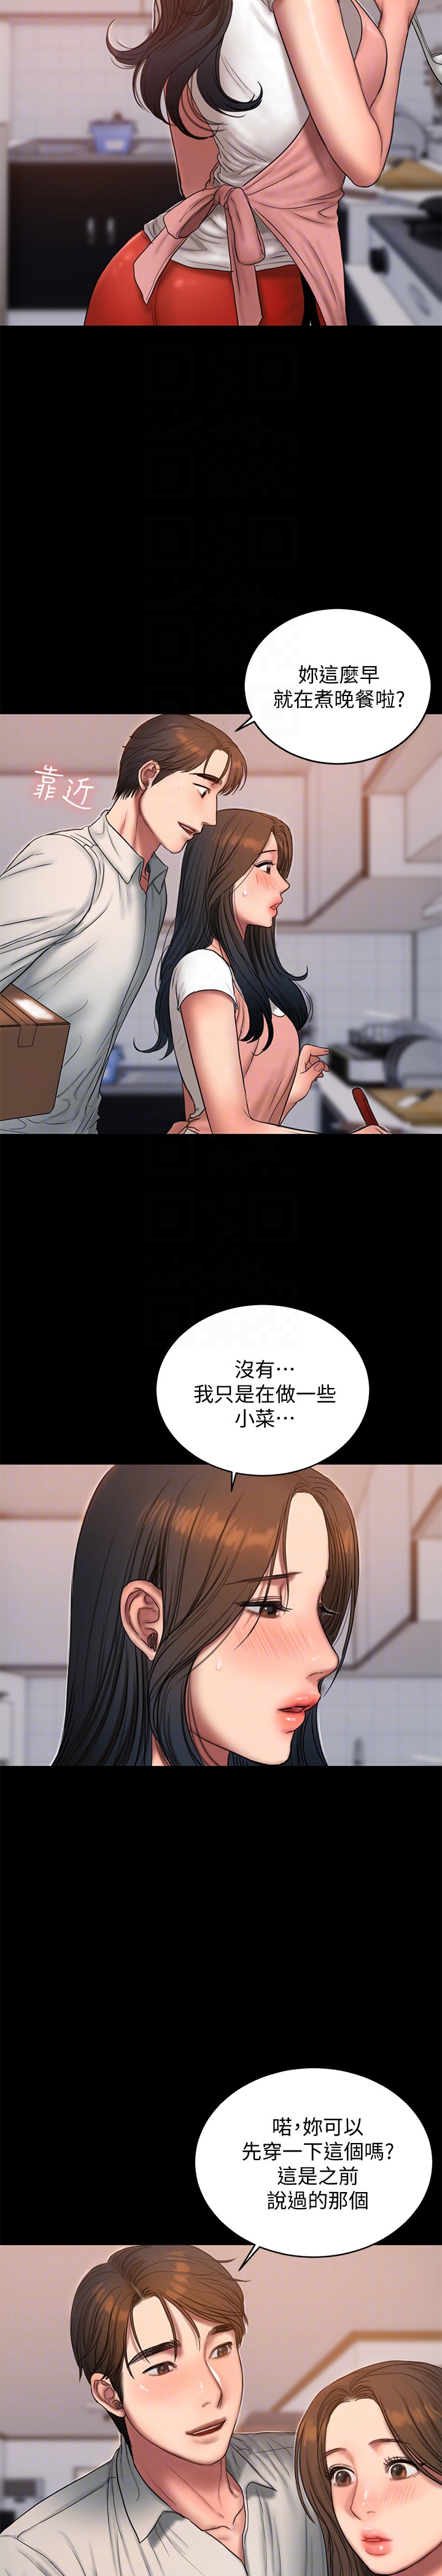 妳這麼早
就在煮晚餐啦?
靠近
沒有…
我只是在做一些
小菜…
喏,妳可以
先穿一下這個嗎?
這是之前
說過的那個